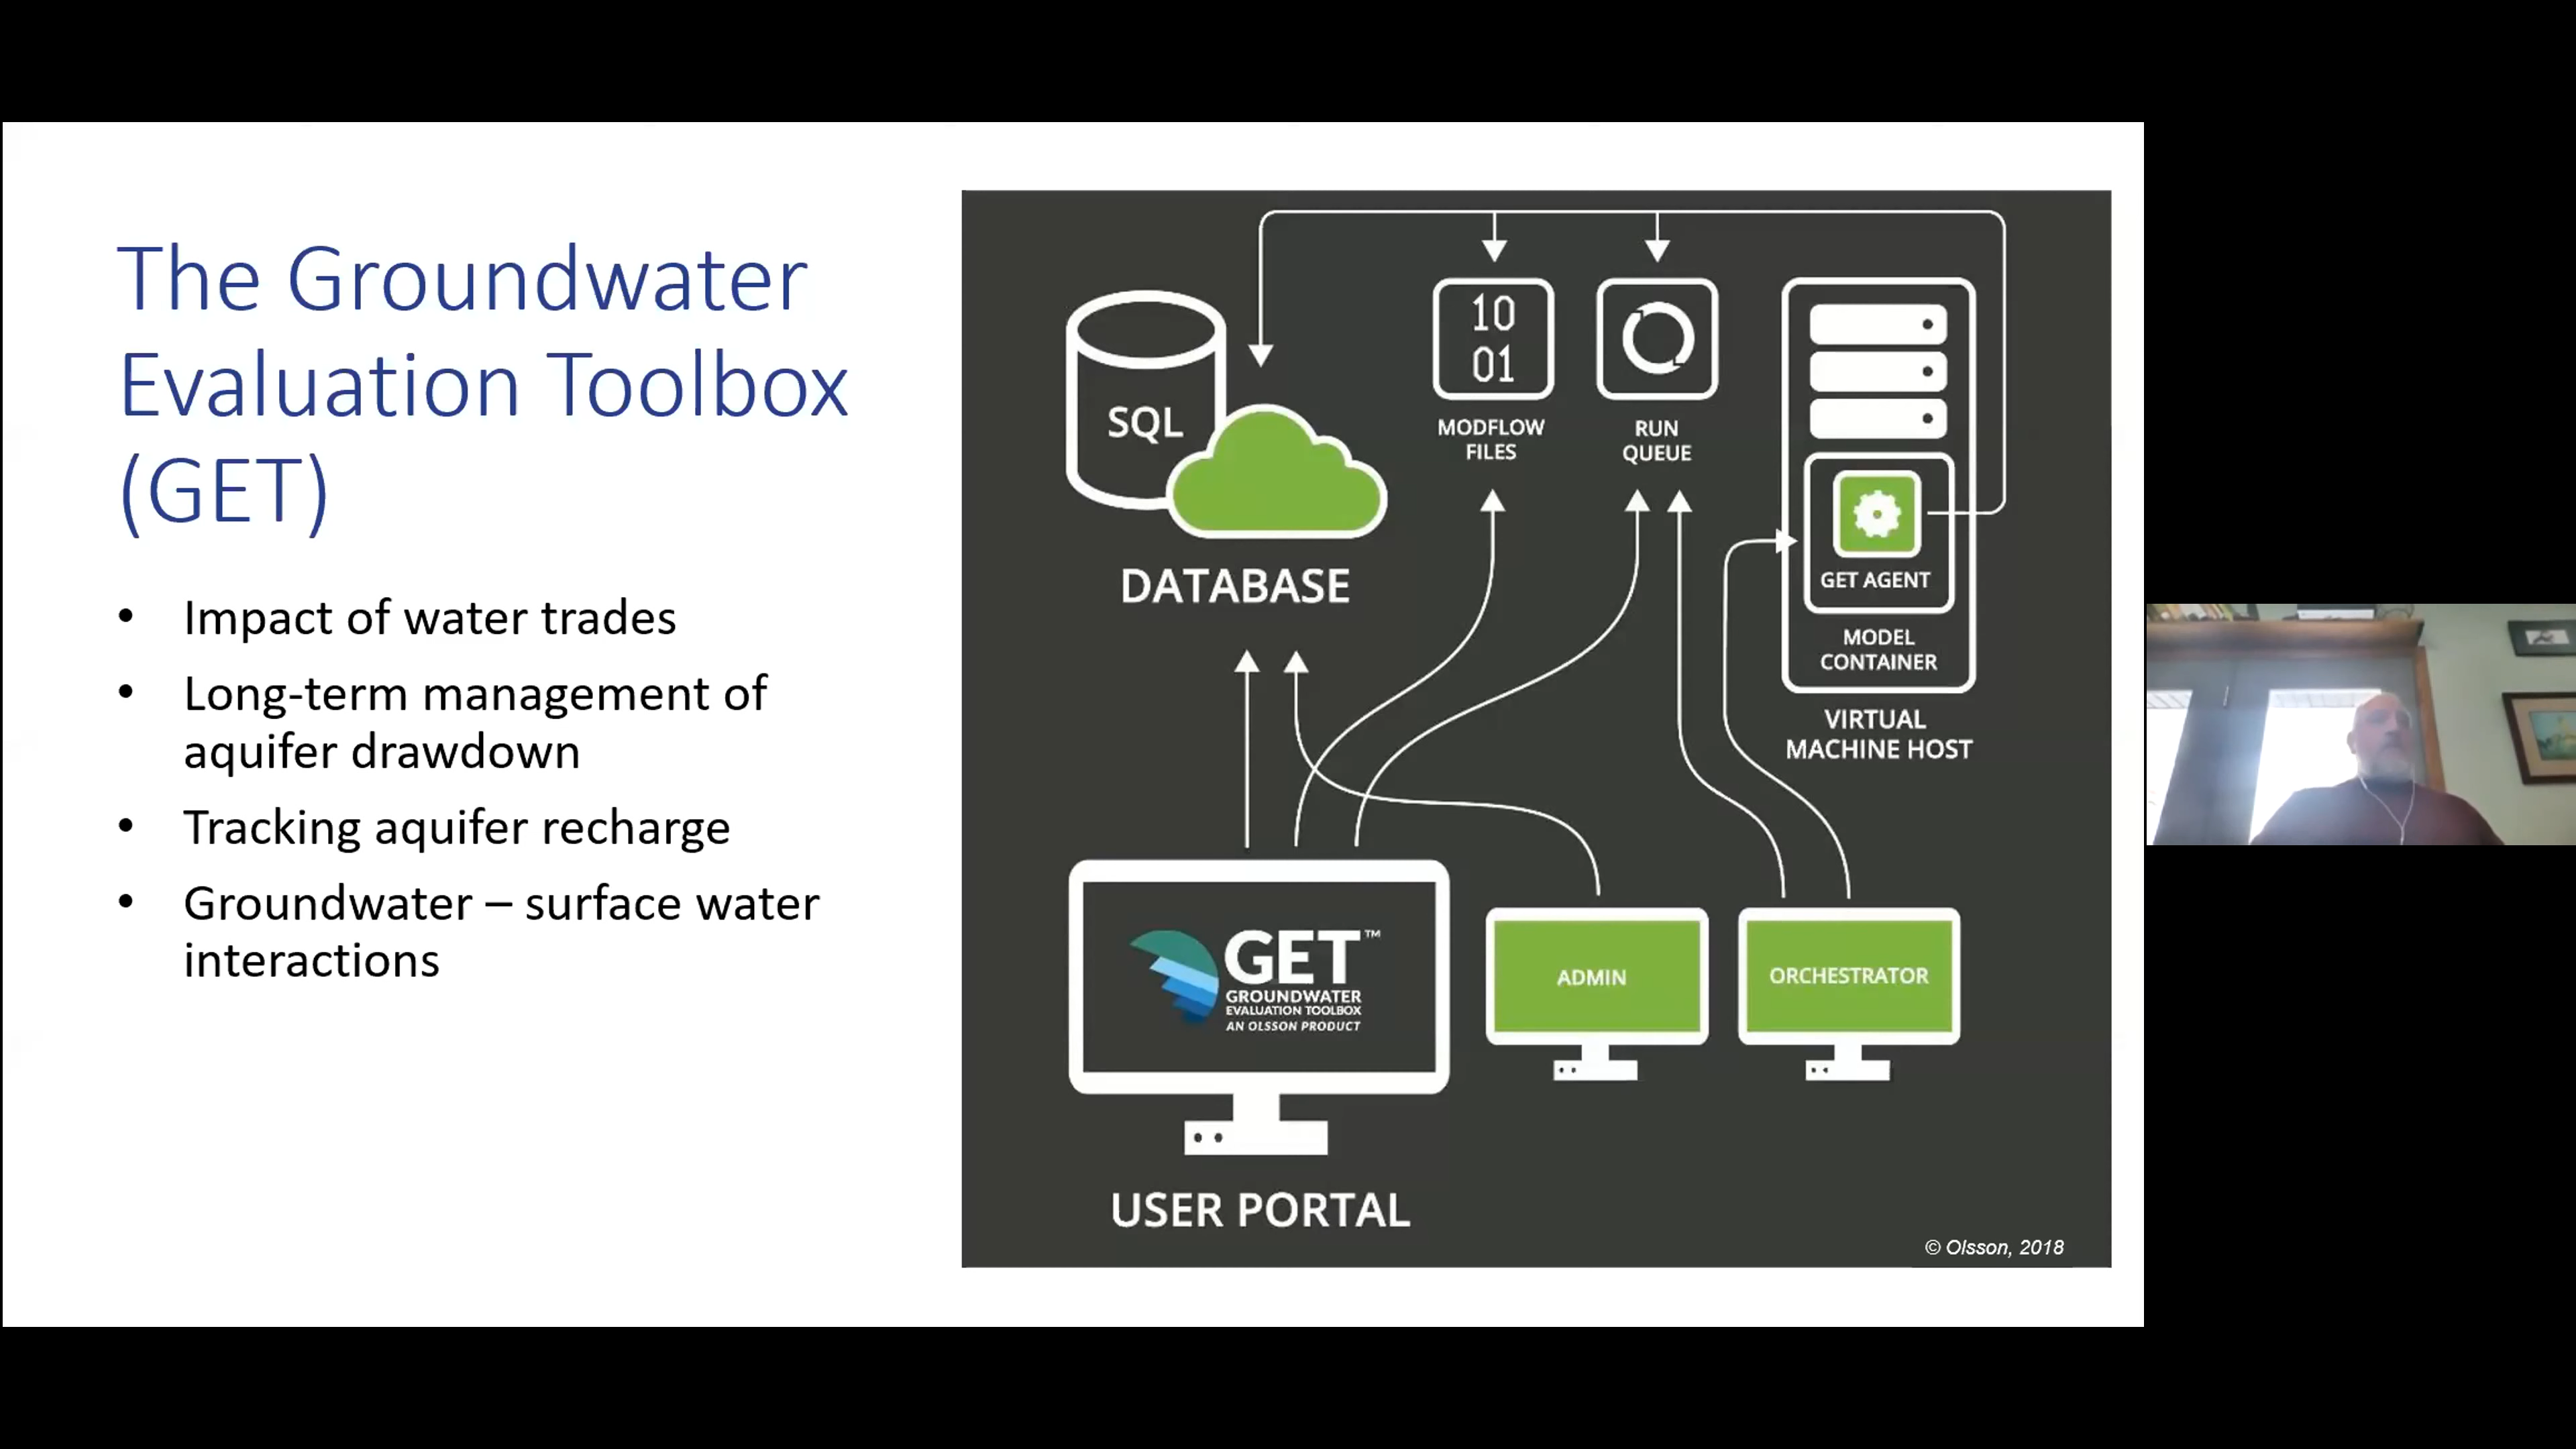 The Groundwater
Evaluation Toolbox
(GET)
• Impact of water trades
• Long-term management of
aquifer drawdown
• Tracking aquifer recharge
• Groundwater – surface water
interactions
SQL
DATABASE
10
01
MODFLOW
FILES
RUN
QUEUE
GET AGENT
MODEL
CONTAINER
VIRTUAL
MACHINE HOST
GET™
GROUNDWATER
EVALUATION TOOLBOX
AN OLSSON PRODUCT
USER PORTAL
ADMIN
ORCHESTRATOR
© Olsson, 2018